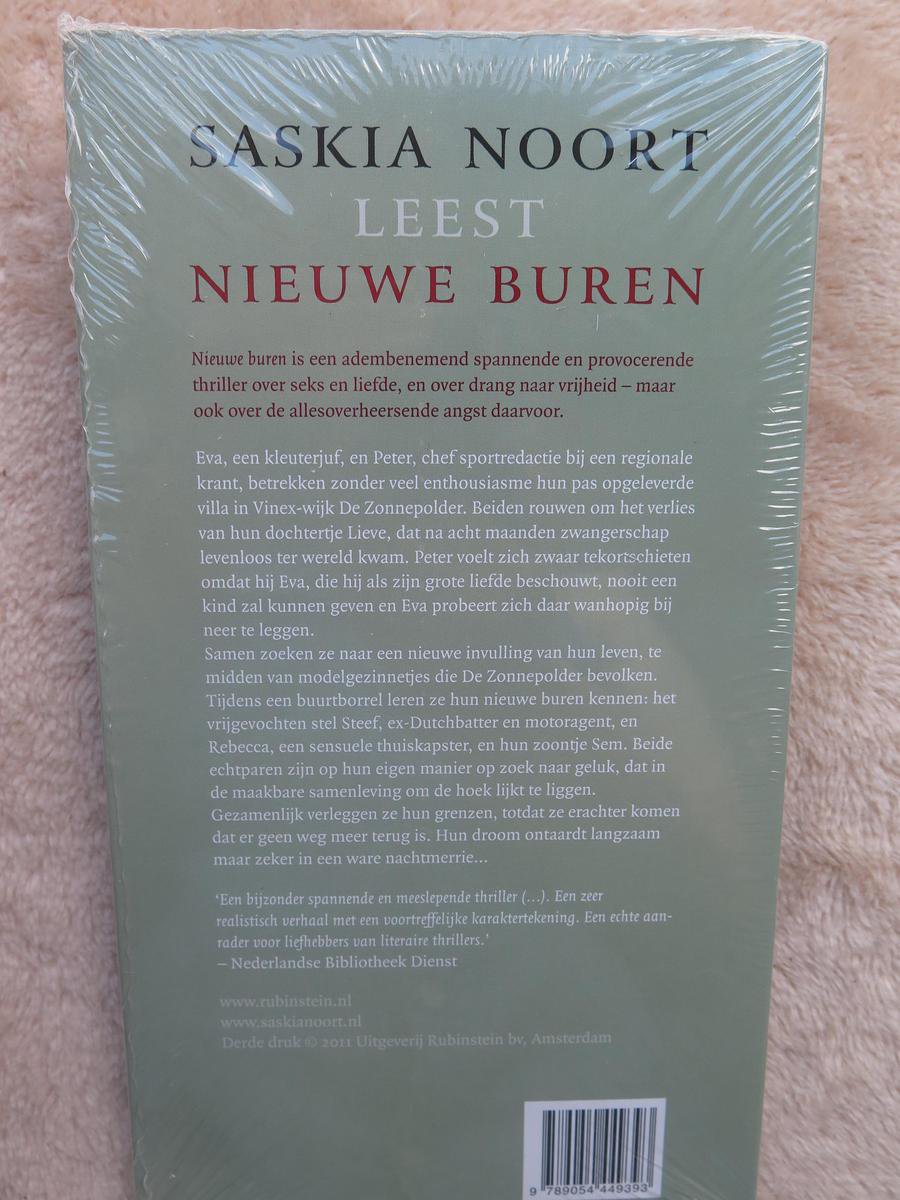 SASKIA NOORT
LEEST
NIEUWE BUREN
Nieuwe buren is een adembenemend spannende en provocerende
thriller over seks en liefde, en over drang naar vrijheid – maar
ook over de allesoverheersende angst daarvoor.
Eva, een kleuterjuf, en Peter, chef sportredactie bij een regionale
krant, betrekken zonder veel enthousiasme hun pas opgeleverde
villa in Vinex-wijk De Zonnepolder. Beiden rouwen om het verlies
van hun dochtertje Lieve, dat na acht maanden zwangerschap
levenloos ter wereld kwam. Peter voelt zich zwaar tekortschieten
omdat hij Eva, die hij als zijn grote liefde beschouwt, nooit een
kind zal kunnen geven en Eva probeert zich daar wanhopig bij
neer te leggen.
Samen zoeken ze naar een nieuwe invulling van hun leven, te
midden van modelgezinnetjes die De Zonnepolder bevolken.
Tijdens een buurtborrel leren ze hun nieuwe buren kennen: het
vrijgevochten stel Steef, ex-Dutchbatter en motoragent, en
Rebecca, een sensuele thuiskapster, en hun zoontje Sem. Beide
echtparen zijn op hun eigen manier op zoek naar geluk, dat in
de maakbare samenleving om de hoek lijkt te liggen.
Gezamenlijk verleggen ze hun grenzen, totdat ze erachter komen
dat er geen weg meer terug is. Hun droom ontaardt langzaam
maar zeker in een ware nachtmerrie...
‘Een bijzonder spannende en meeslepende thriller (...). Een zeer
realistisch verhaal met een voortreffelijke karaktertekening. Een echte aan-
rader voor liefhebbers van literaire thrillers.’
– Nederlandse Bibliotheek Dienst
www.rubinstein.nl
www.saskianoort.nl
Derde druk © 2011 Uitgeverij Rubinstein bv, Amsterdam
9 789054 449393